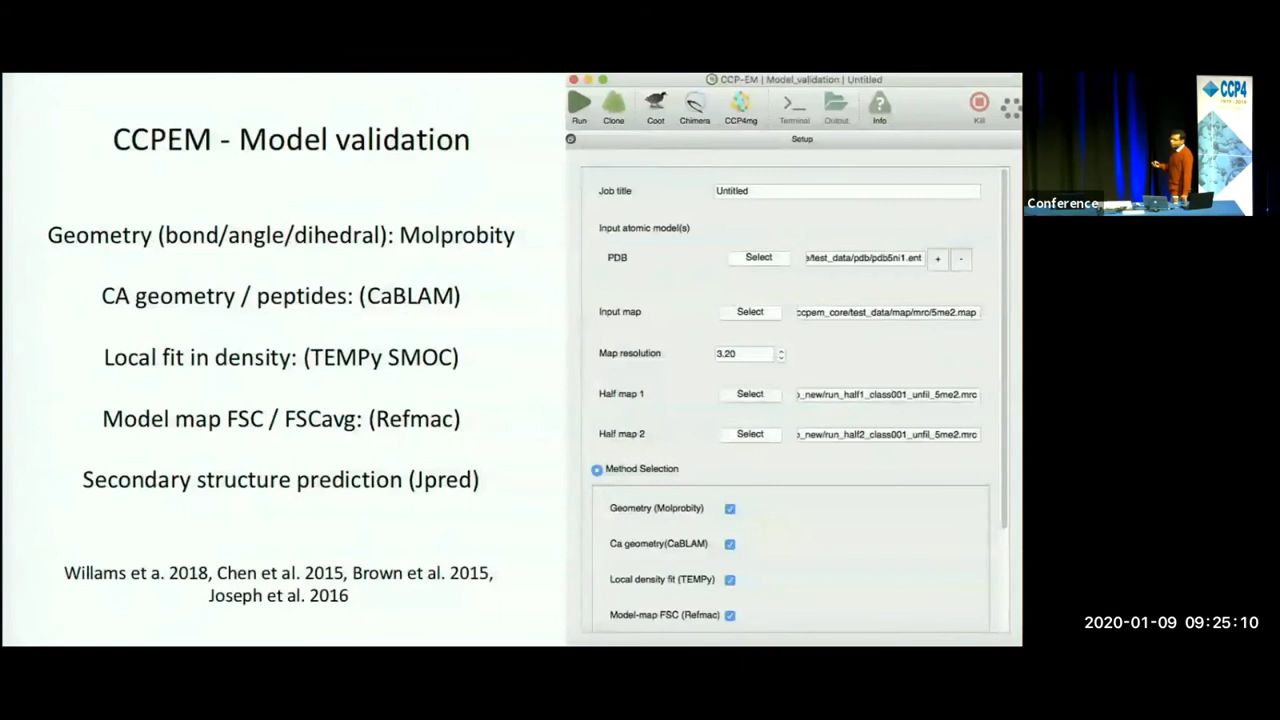 CCPEM - Model validation
Geometry (bond/angle/dihedral): Molprobity
CA geometry / peptides: (CaBLAM)
Local fit in density: (TEMPy SMOC)
Model map FSC / FSCavg: (Refmac)
Secondary structure prediction (Jpred)
Willams et a. 2018, Chen et al. 2015, Brown et al. 2015,
Joseph et al. 2016
CCP-EM | Model_validation | Untitled
Run Clone Coot Chimera CCP4mg Terminal Output Info Kill
Setup
Job title Untitled
Input atomic model(s)
PDB Select e/test_data/pdb/pdb5ni1.ent + -
Input map Select ccpem_core/test_data/map/mrc/5me2.map
Map resolution 3.20
Half map 1 Select o_new/run_half1_class001_unfil_5me2.mrc
Half map 2 Select o_new/run_half2_class001_unfil_5me2.mrc
Method Selection
Geometry (Molprobity)
Ca geometry(CaBLAM)
Local density fit (TEMPy)
Model-map FSC (Refmac)
CCP4
Conference
2020-01-09 09:25:10